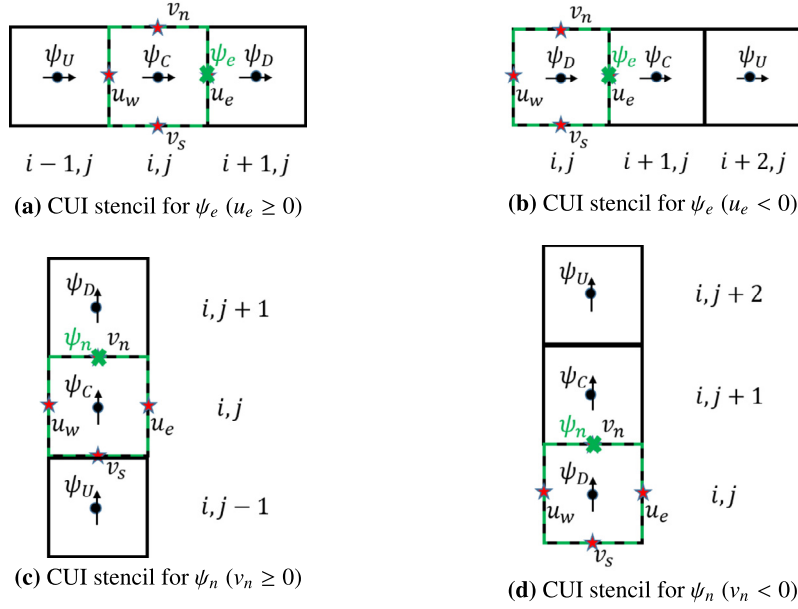 v_n
ψ_U ψ_C ψ_e ψ_D
u_w u_e
v_s
i − 1, j i, j i + 1, j
(a) CUI stencil for ψ_e (u_e ≥ 0)
v_n
ψ_D ψ_e ψ_C ψ_U
u_w u_e
v_s
i, j i + 1, j i + 2, j
(b) CUI stencil for ψ_e (u_e < 0)
ψ_D i, j + 1
ψ_n v_n
ψ_C i, j
u_w u_e
v_s
ψ_U i, j − 1
(c) CUI stencil for ψ_n (v_n ≥ 0)
ψ_U i, j + 2
ψ_C i, j + 1
ψ_n v_n
ψ_D i, j
u_w u_e
v_s
(d) CUI stencil for ψ_n (v_n < 0)